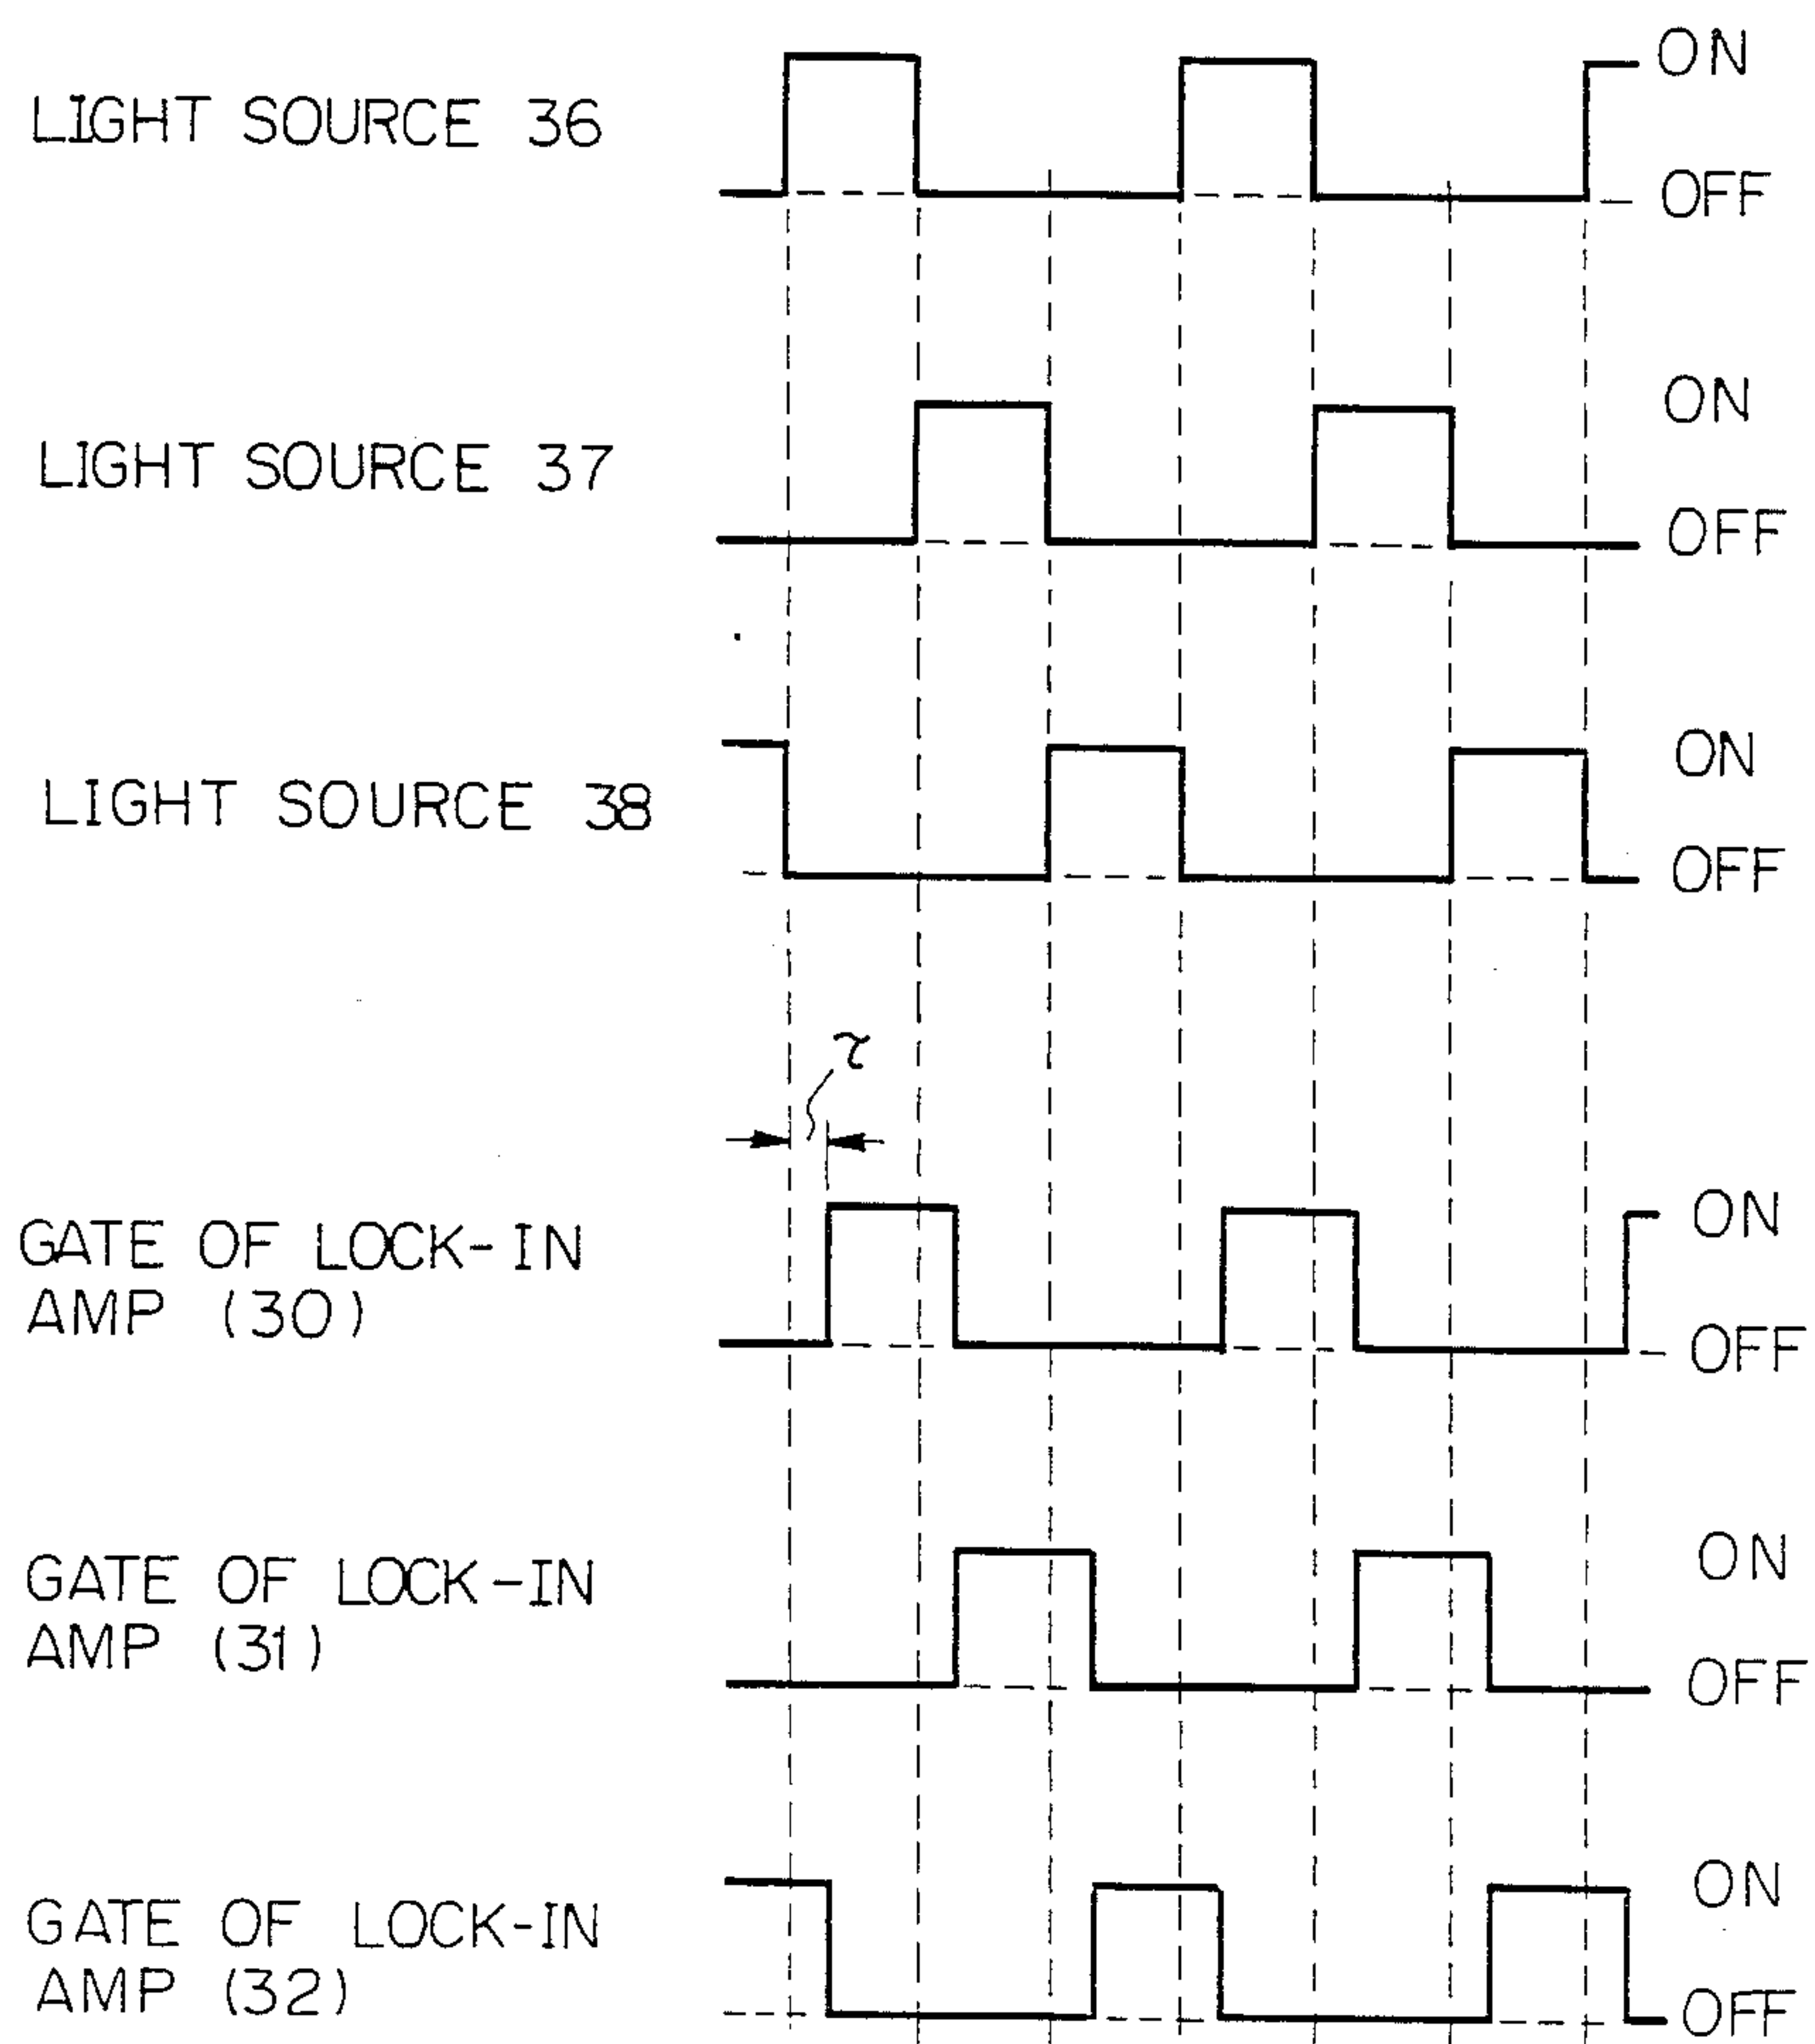 LIGHT SOURCE 36
ON
OFF
LIGHT SOURCE 37
ON
OFF
LIGHT SOURCE 38
ON
OFF
τ
GATE OF LOCK-IN
AMP (30)
ON
OFF
GATE OF LOCK-IN
AMP (31)
ON
OFF
GATE OF LOCK-IN
AMP (32)
ON
OFF